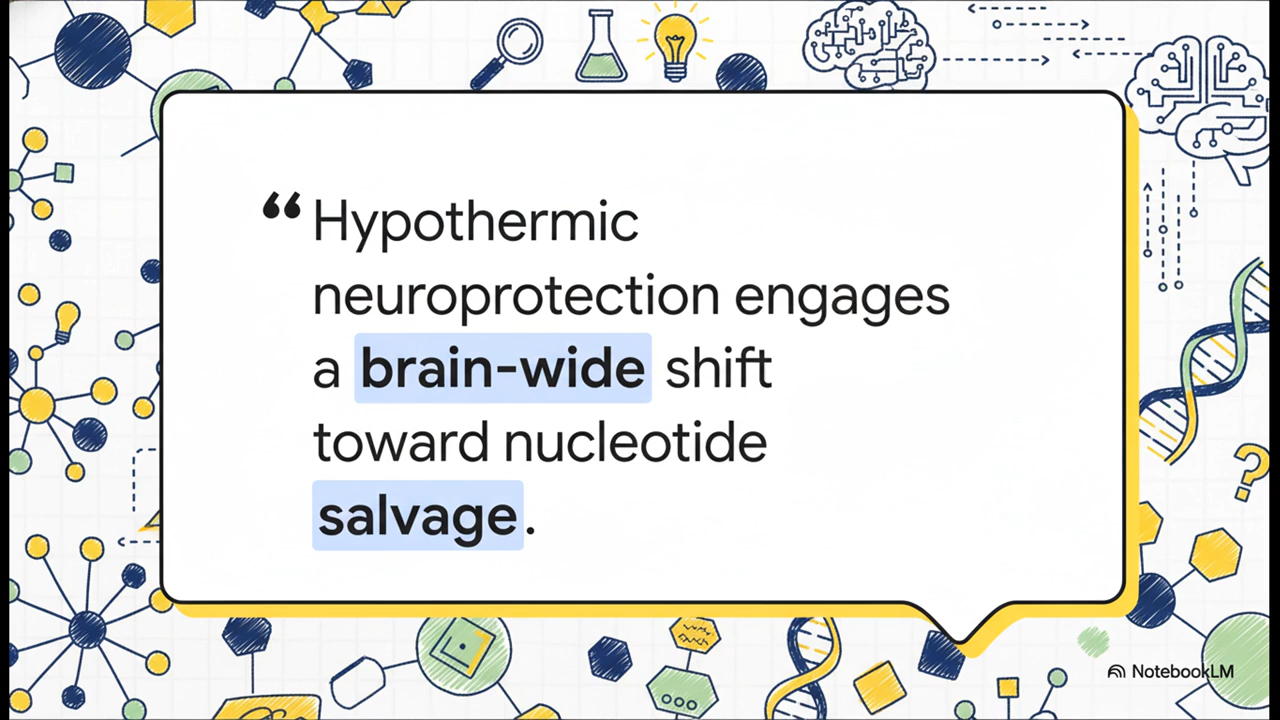 “Hypothermic
neuroprotection engages
a brain-wide shift
toward nucleotide
salvage.
?
NotebookLM